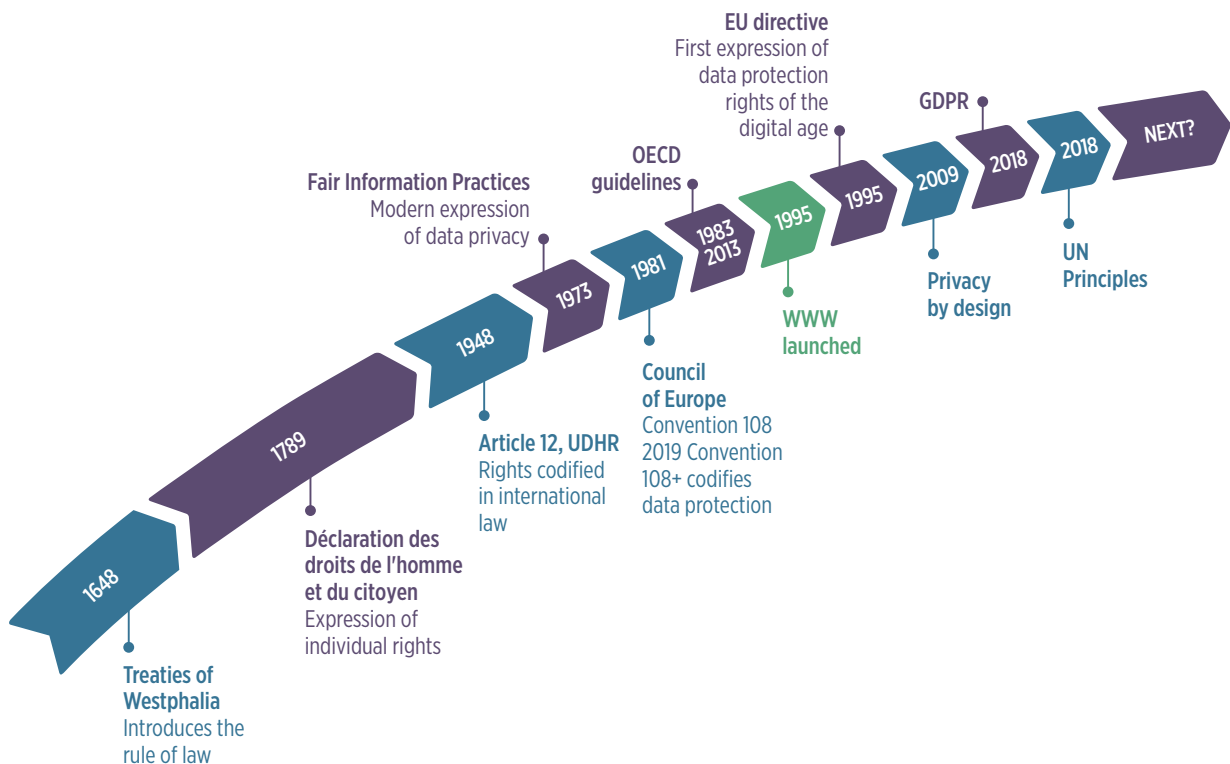 1648
Treaties of
Westphalia
Introduces the
rule of law
1789
Déclaration des
droits de l'homme
et du citoyen
Expression of
individual rights
1948
Article 12, UDHR
Rights codified
in international
law
Fair Information Practices
Modern expression
of data privacy
1973
1981
Council
of Europe
Convention 108
2019 Convention
108+ codifies
data protection
OECD
guidelines
1983
2013
1995
WWW
launched
EU directive
First expression of
data protection
rights of the
digital age
1995
2009
Privacy
by design
GDPR
2018
2018
UN
Principles
NEXT?